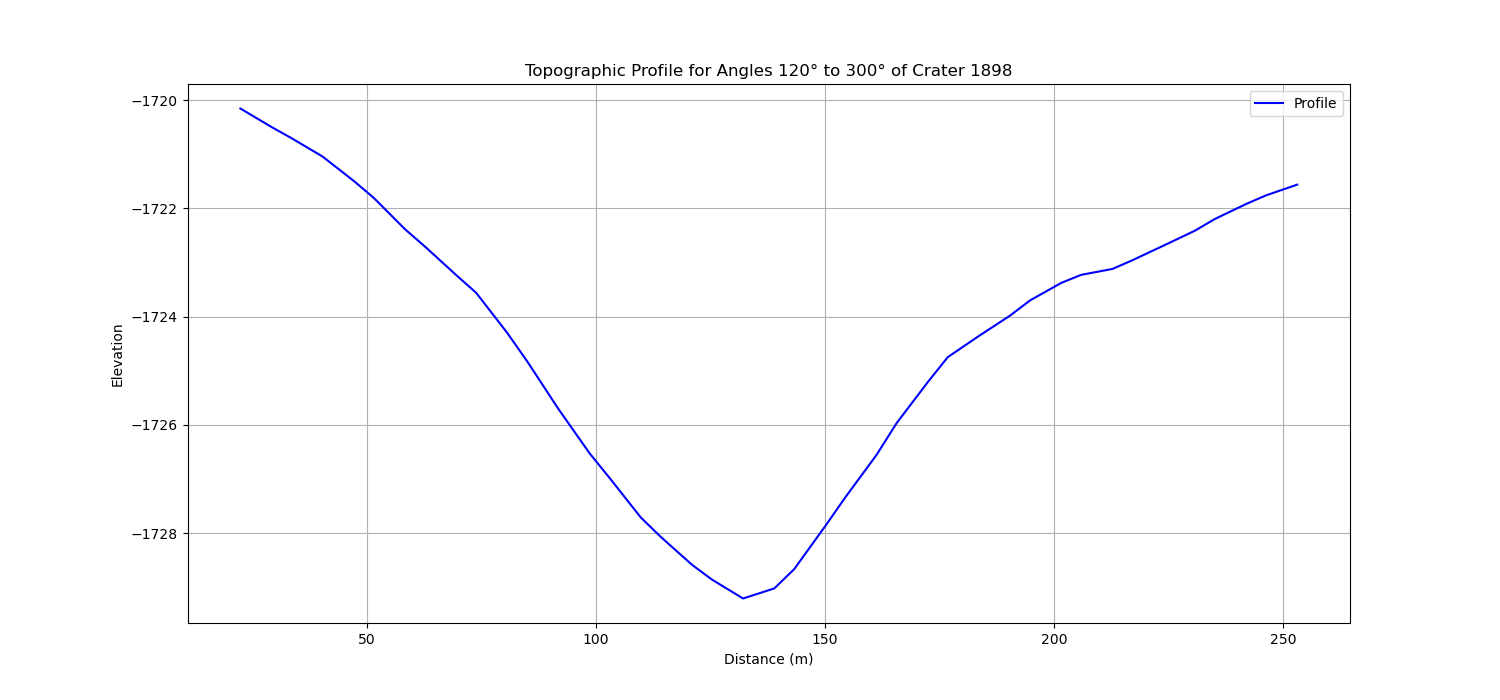 Topographic Profile for Angles 120° to 300° of Crater 1898
Profile
−1720
−1722
−1724
−1726
−1728
Elevation
50
100
150
200
250
Distance (m)